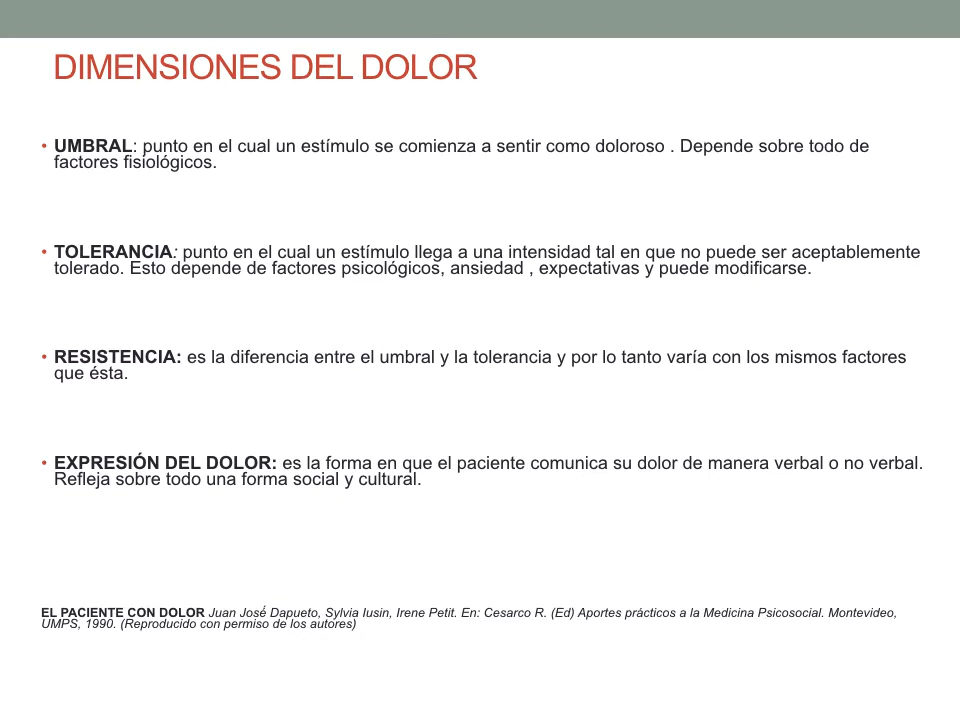 DIMENSIONES DEL DOLOR
• UMBRAL: punto en el cual un estímulo se comienza a sentir como doloroso . Depende sobre todo de
factores fisiológicos.
• TOLERANCIA: punto en el cual un estímulo llega a una intensidad tal en que no puede ser aceptablemente
tolerado. Esto depende de factores psicológicos, ansiedad , expectativas y puede modificarse.
• RESISTENCIA: es la diferencia entre el umbral y la tolerancia y por lo tanto varía con los mismos factores
que ésta.
• EXPRESIÓN DEL DOLOR: es la forma en que el paciente comunica su dolor de manera verbal o no verbal.
Refleja sobre todo una forma social y cultural.
EL PACIENTE CON DOLOR Juan José Dapueto, Sylvia Iusin, Irene Petit. En: Cesarco R. (Ed) Aportes prácticos a la Medicina Psicosocial. Montevideo,
UMPS, 1990. (Reproducido con permiso de los autores)